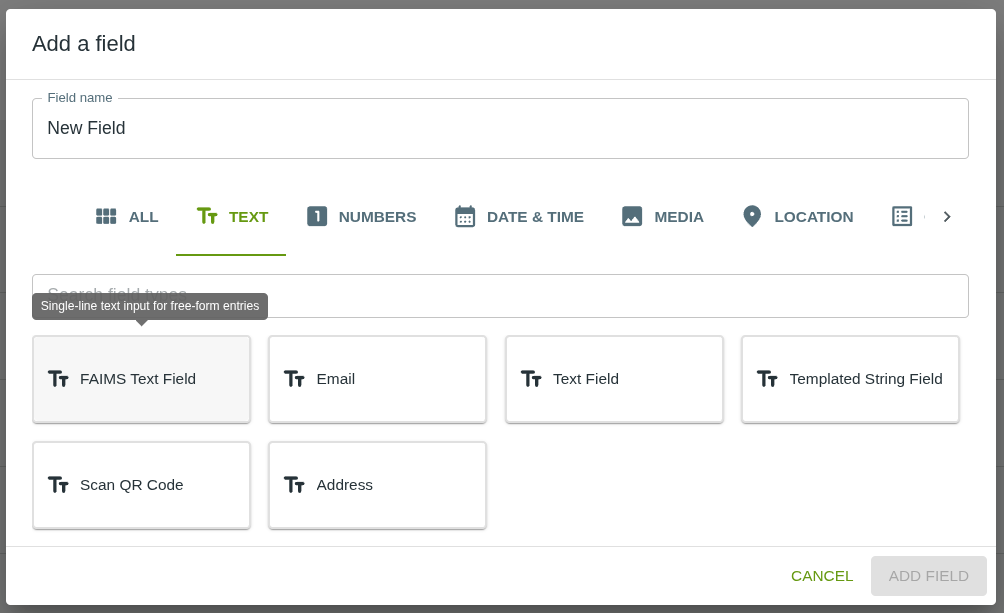 Add a field
Field name
New Field
ALL TEXT NUMBERS DATE & TIME MEDIA LOCATION
Search field types
Single-line text input for free-form entries
FAIMS Text Field Email Text Field Templated String Field
Scan QR Code Address
CANCEL ADD FIELD